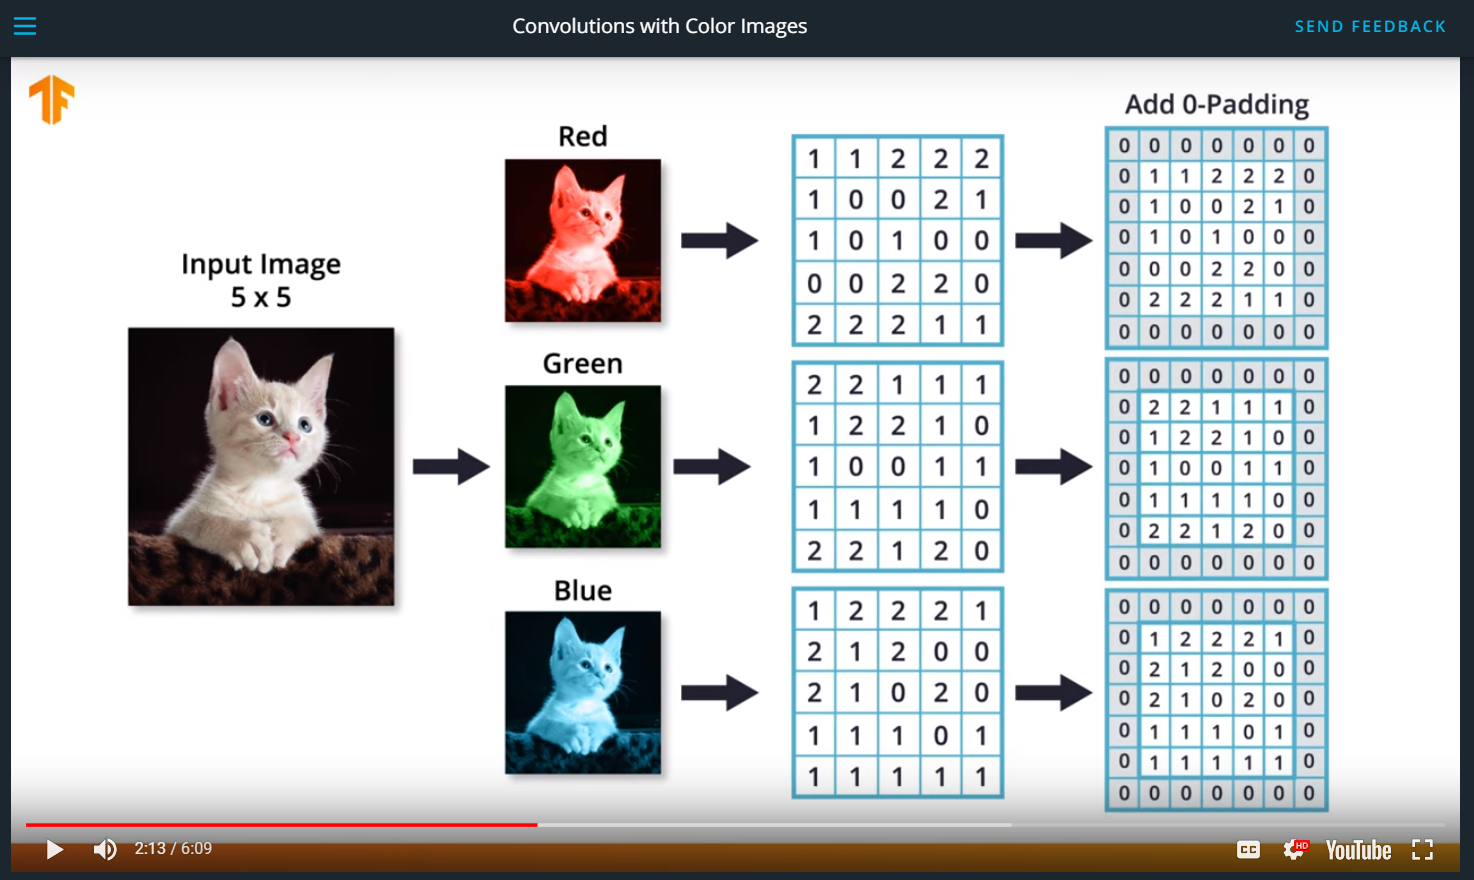 Convolutions with Color Images
SEND FEEDBACK
Add 0-Padding
Red
Input Image
5 x 5
Green
Blue
1 1 2 2 2
1 0 0 2 1
1 0 1 0 0
0 0 2 2 0
2 2 2 1 1
0 0 0 0 0 0 0
0 1 1 2 2 2 0
0 1 0 0 2 1 0
0 1 0 1 0 0 0
0 0 0 2 2 0 0
0 2 2 2 1 1 0
0 0 0 0 0 0 0
2 2 1 1 1
1 2 2 1 0
1 0 0 1 1
1 1 1 1 0
2 2 1 2 0
0 0 0 0 0 0 0
0 2 2 1 1 1 0
0 1 2 2 1 0 0
0 1 0 0 1 1 0
0 1 1 1 1 0 0
0 2 2 1 2 0 0
0 0 0 0 0 0 0
1 2 2 2 1
2 1 2 0 0
2 1 0 2 0
1 1 1 0 1
1 1 1 1 1
0 0 0 0 0 0 0
0 1 2 2 2 1 0
0 2 1 2 0 0 0
0 2 1 0 2 0 0
0 1 1 1 0 1 0
0 1 1 1 1 1 0
0 0 0 0 0 0 0
2:13 / 6:09
CC
HD
YouTube